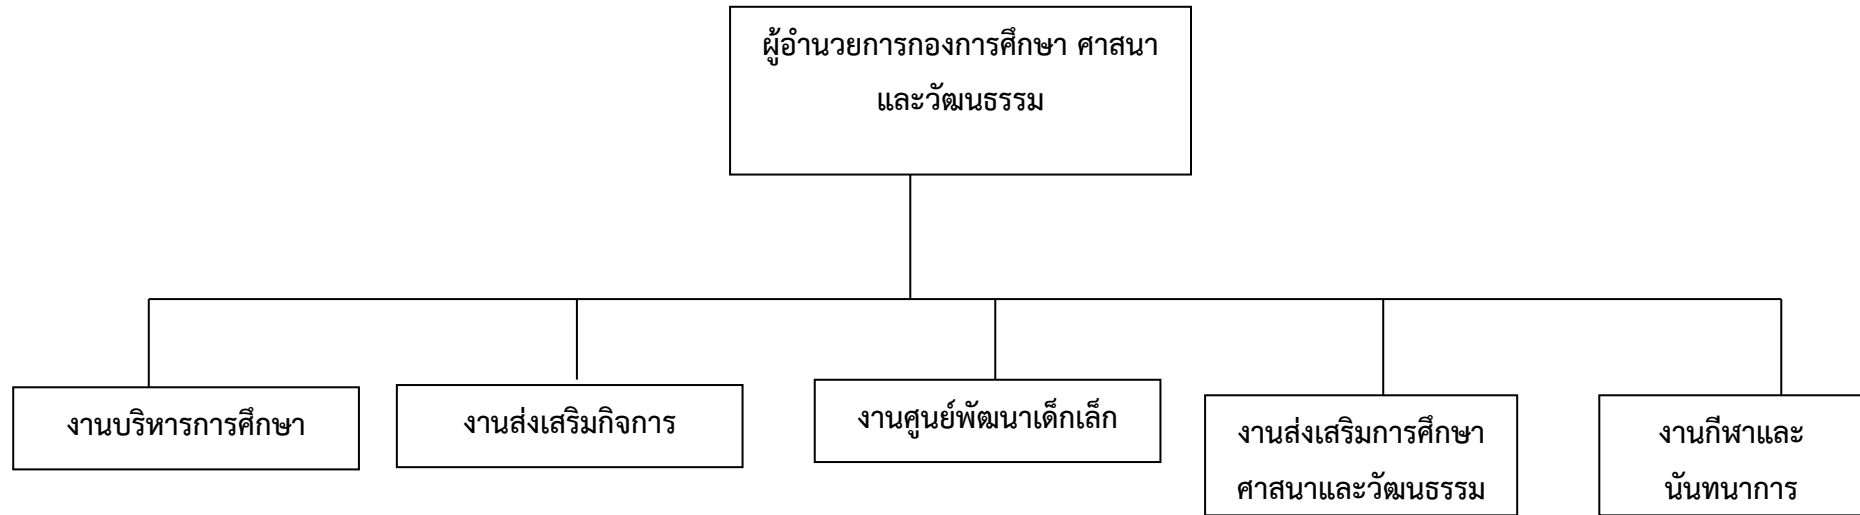 ผู้อำนวยการกองการศึกษา ศาสนา
และวัฒนธรรม
งานบริหารการศึกษา
งานส่งเสริมกิจการ
งานศูนย์พัฒนาเด็กเล็ก
งานส่งเสริมการศึกษา
ศาสนาและวัฒนธรรม
งานกีฬาและ
นันทนาการ